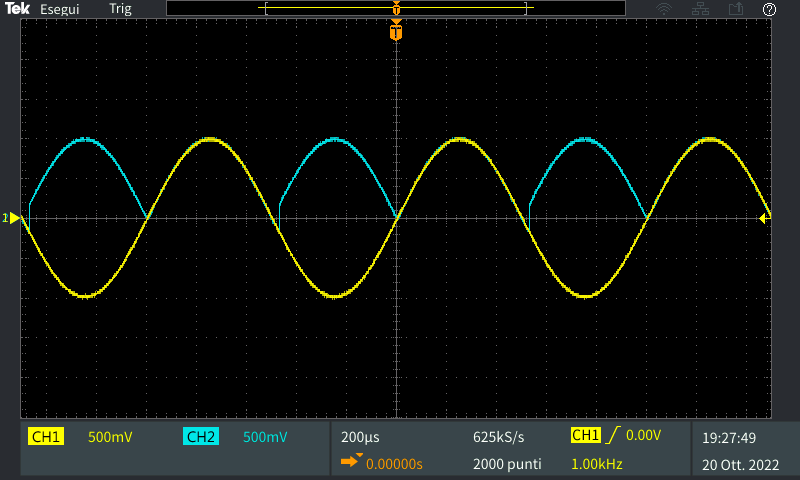 Tek Esegui Trig
T
T
?
1
CH1 500mV CH2 500mV 200µs 625kS/s CH1 0.00V 19:27:49
0.00000s 2000 punti 1.00kHz 20 Ott. 2022